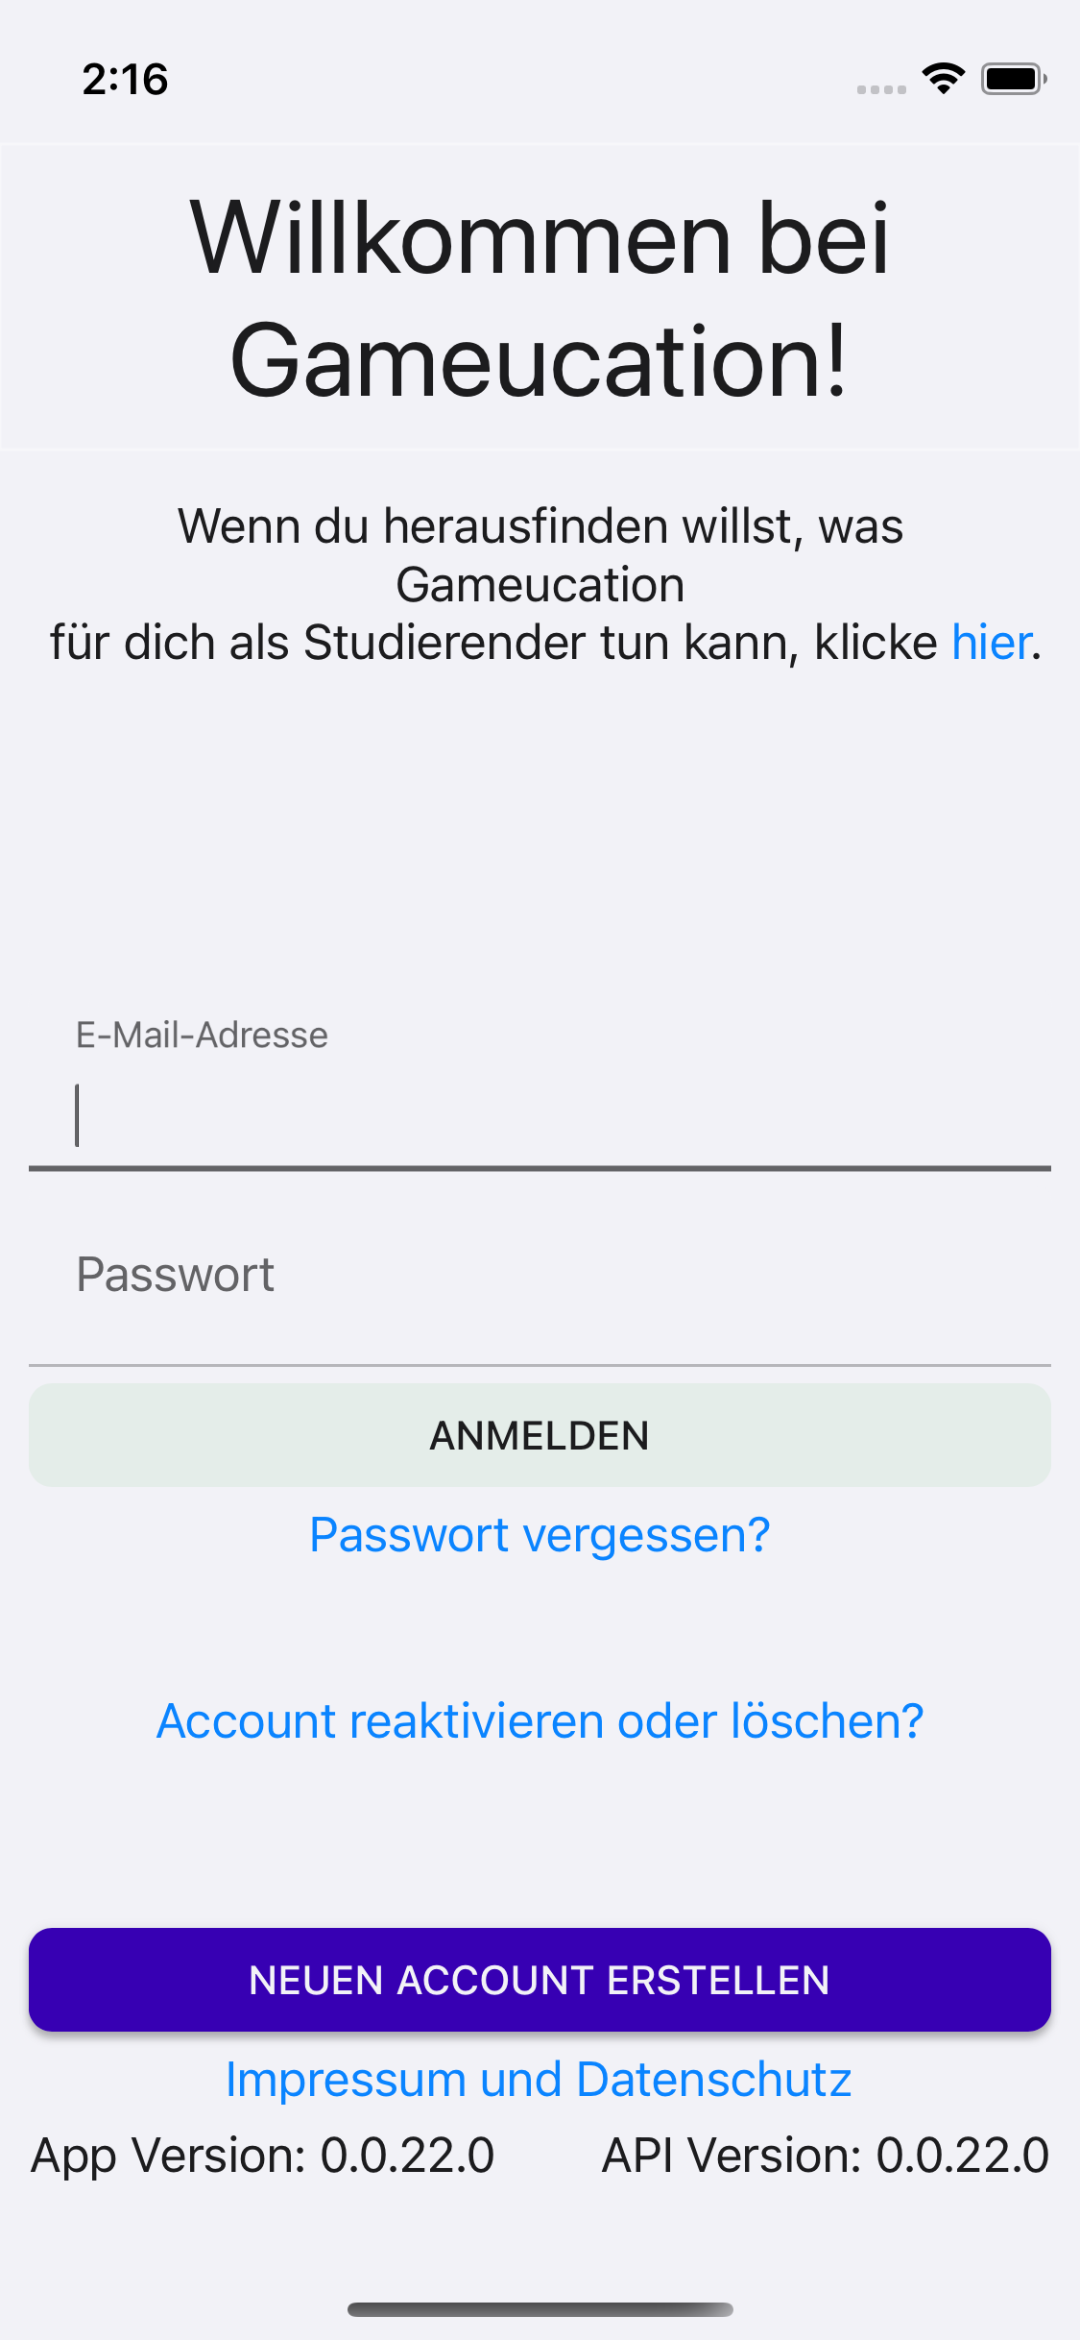 2:16
Willkommen bei
Gameucation!
Wenn du herausfinden willst, was
Gameucation
für dich als Studierender tun kann, klicke hier.
E-Mail-Adresse
Passwort
ANMELDEN
Passwort vergessen?
Account reaktivieren oder löschen?
NEUEN ACCOUNT ERSTELLEN
Impressum und Datenschutz
App Version: 0.0.22.0 API Version: 0.0.22.0